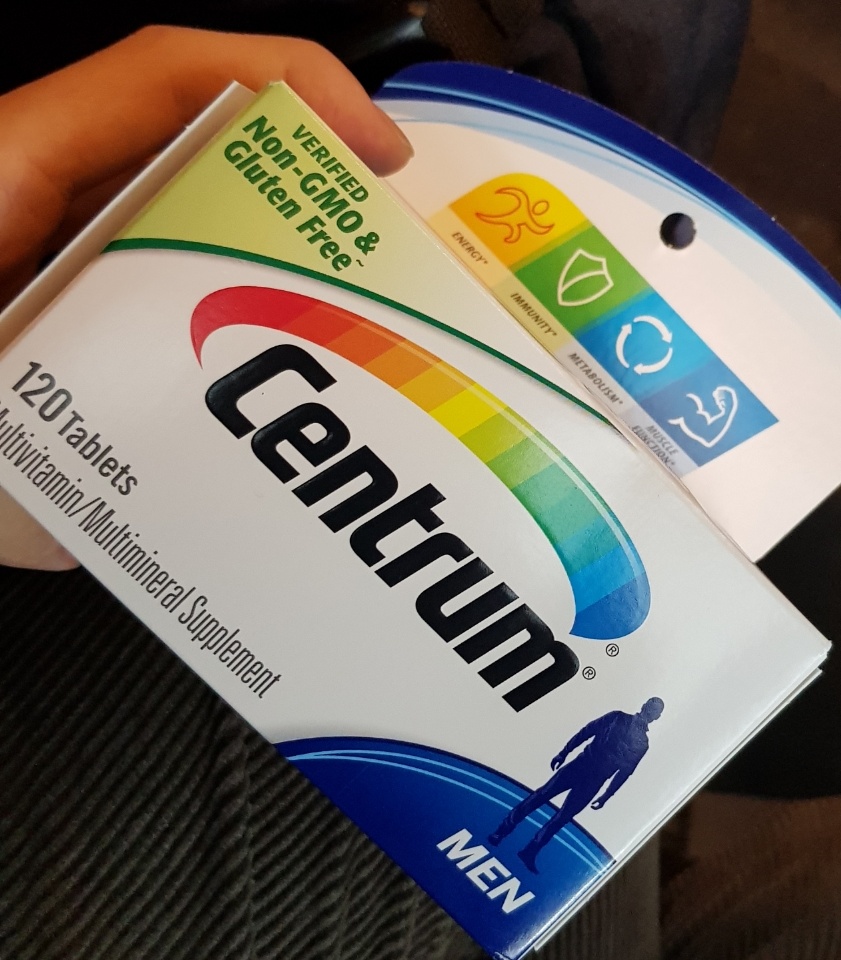 VERIFIED
Non-GMO &
Gluten Free~
ENERGY*
IMMUNITY*
METABOLISM*
MUSCLE
FUNCTION*
Centrum®
®
120 Tablets
Multivitamin/Multimineral Supplement
MEN